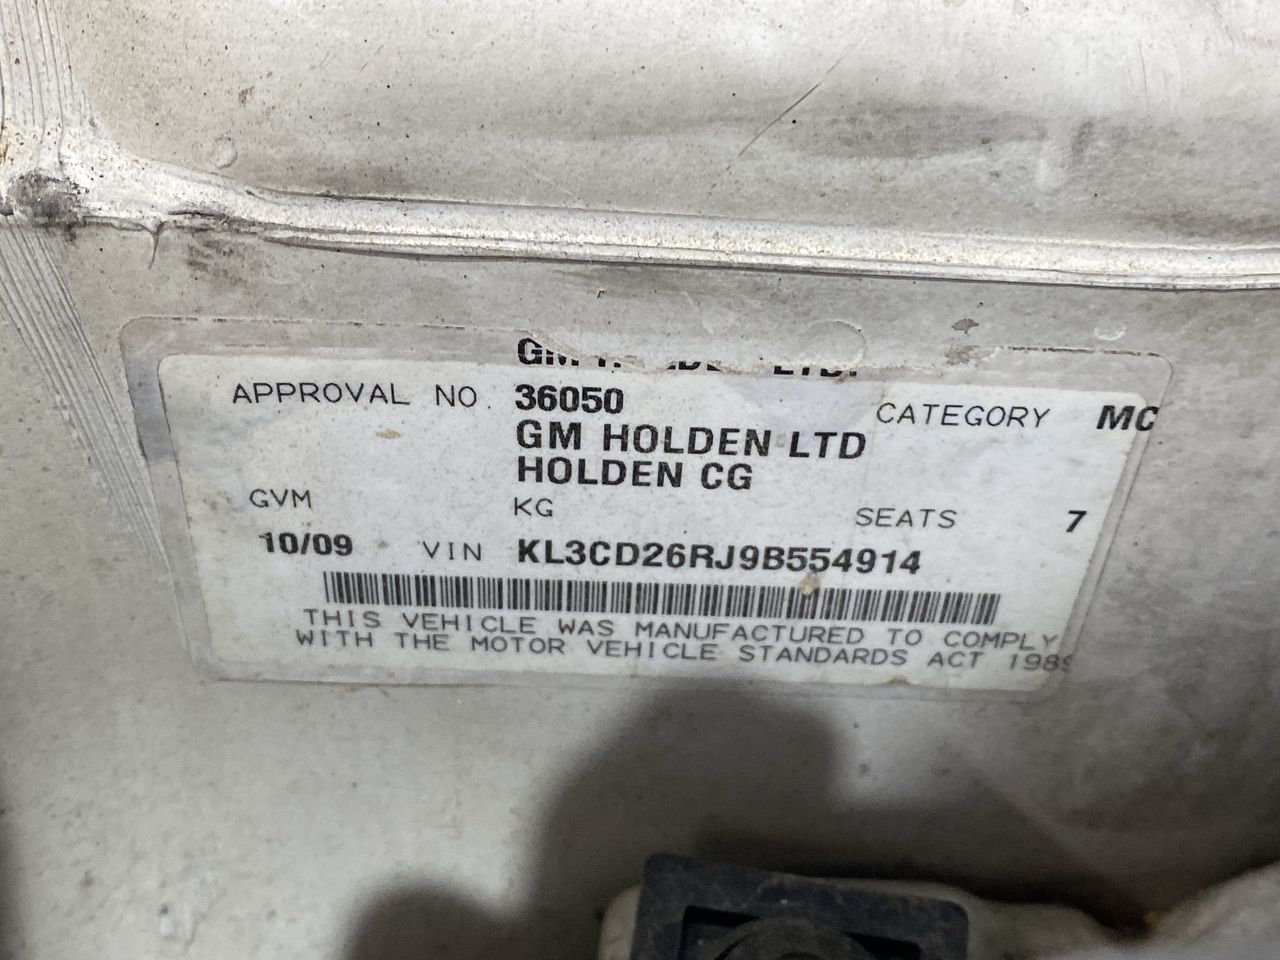 APPROVAL NO. 36050 CATEGORY MC
GM HOLDEN LTD
HOLDEN CG
GVM KG SEATS 7
10/09 VIN KL3CD26RJ9B554914
THIS VEHICLE WAS MANUFACTURED TO COMPLY
WITH THE MOTOR VEHICLE STANDARDS ACT 1989